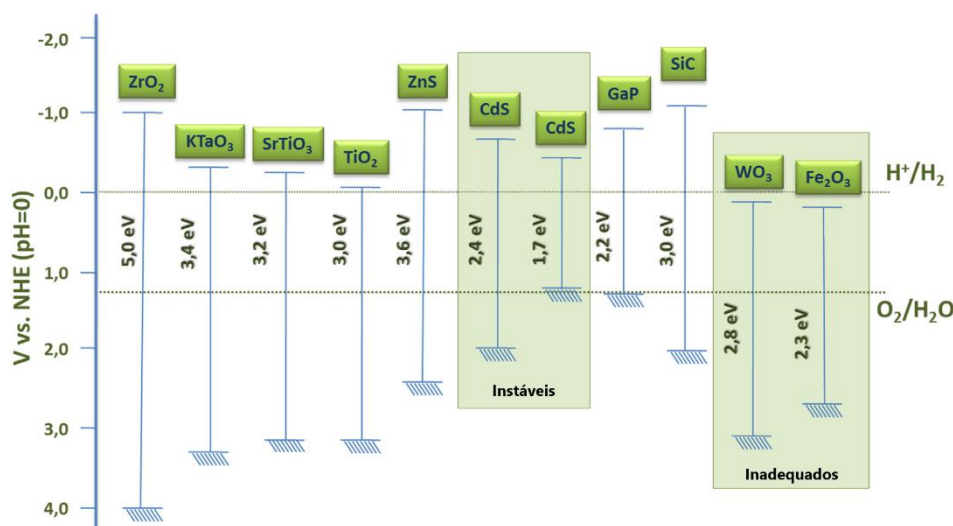 V vs. NHE (pH=0)
-2,0
-1,0
0,0
1,0
2,0
3,0
4,0
ZrO₂
KTaO₃
SrTiO₃
TiO₂
ZnS
CdS
CdS
GaP
SiC
WO₃
Fe₂O₃
H⁺/H₂
O₂/H₂O
5,0 eV
3,4 eV
3,2 eV
3,0 eV
3,6 eV
2,4 eV
1,7 eV
2,2 eV
3,0 eV
2,8 eV
2,3 eV
Instáveis
Inadequados